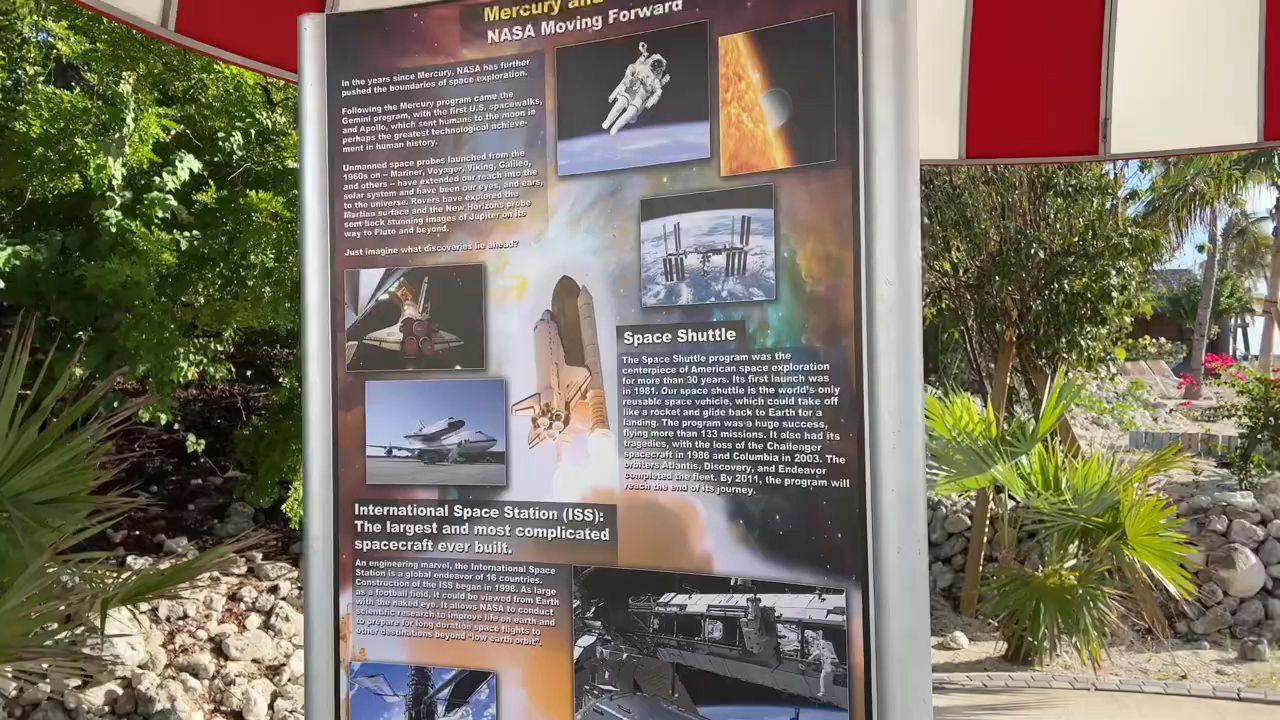 Mercury and
NASA Moving Forward
In the years since Mercury, NASA has further
pushed the boundaries of space exploration.
Following the Mercury program came the
Gemini program, with the first U.S. spacewalks,
and Apollo, which sent humans to the moon in
perhaps the greatest technological achieve-
ment in human history.
Unmanned space probes launched from the
1960s on -- Mariner, Voyager, Viking, Galileo,
and others -- have extended our reach into the
solar system and have been our eyes, and ears,
to the universe. Rovers have explored the
Martian surface and the New Horizons probe
sent back stunning images of Jupiter on its
way to Pluto and beyond.
Just imagine what discoveries lie ahead?
Space Shuttle
The Space Shuttle program was the
centerpiece of American space exploration
for more than 30 years. Its first launch was
in 1981. Our space shuttle is the world's only
reusable space vehicle, which could take off
like a rocket and glide back to Earth for a
landing. The program was a huge success,
flying more than 133 missions. It also had its
tragedies, with the loss of the Challenger
spacecraft in 1986 and Columbia in 2003. The
orbiters Atlantis, Discovery, and Endeavor
completed the fleet. By 2011, the program will
reach the end of its journey.
International Space Station (ISS):
The largest and most complicated
spacecraft ever built.
An engineering marvel, the International Space
Station is a global endeavor of 16 countries.
Construction of the ISS began in 1998. As large
as a football field, it could be viewed from Earth
with the naked eye. It allows NASA to conduct
scientific research to improve life on earth and
to prepare for long duration space flights to
other destinations beyond "low earth orbit".